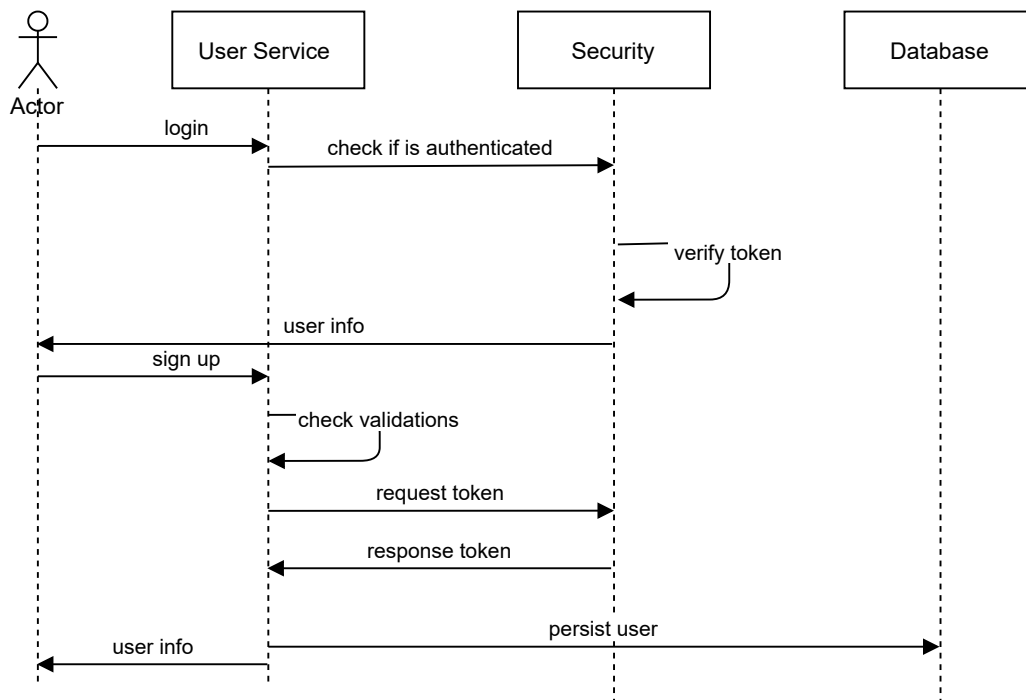 User Service
Security
Database
Actor
login
check if is authenticated
verify token
user info
sign up
check validations
request token
response token
persist user
user info